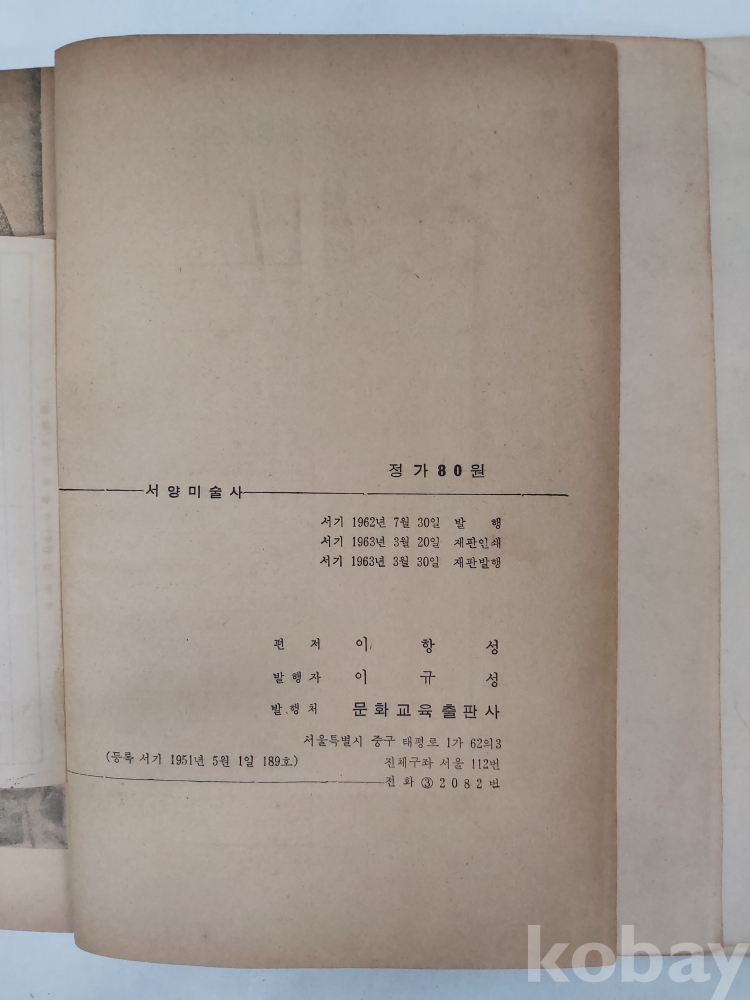 정 가 80 원
서양미술사
서기 1962년 7월 30일 발 행
서기 1963년 3월 20일 재판인쇄
서기 1963년 3월 30일 재판발행
편 저 이 항 성
발행자 이 규 성
발행처 문화교육출판사
서울특별시 중구 태평로 1가 62의3
(등록 서기 1951년 5월 1일 189호) 진체구좌 서울 112번
전화 ③ 2082번
kobay